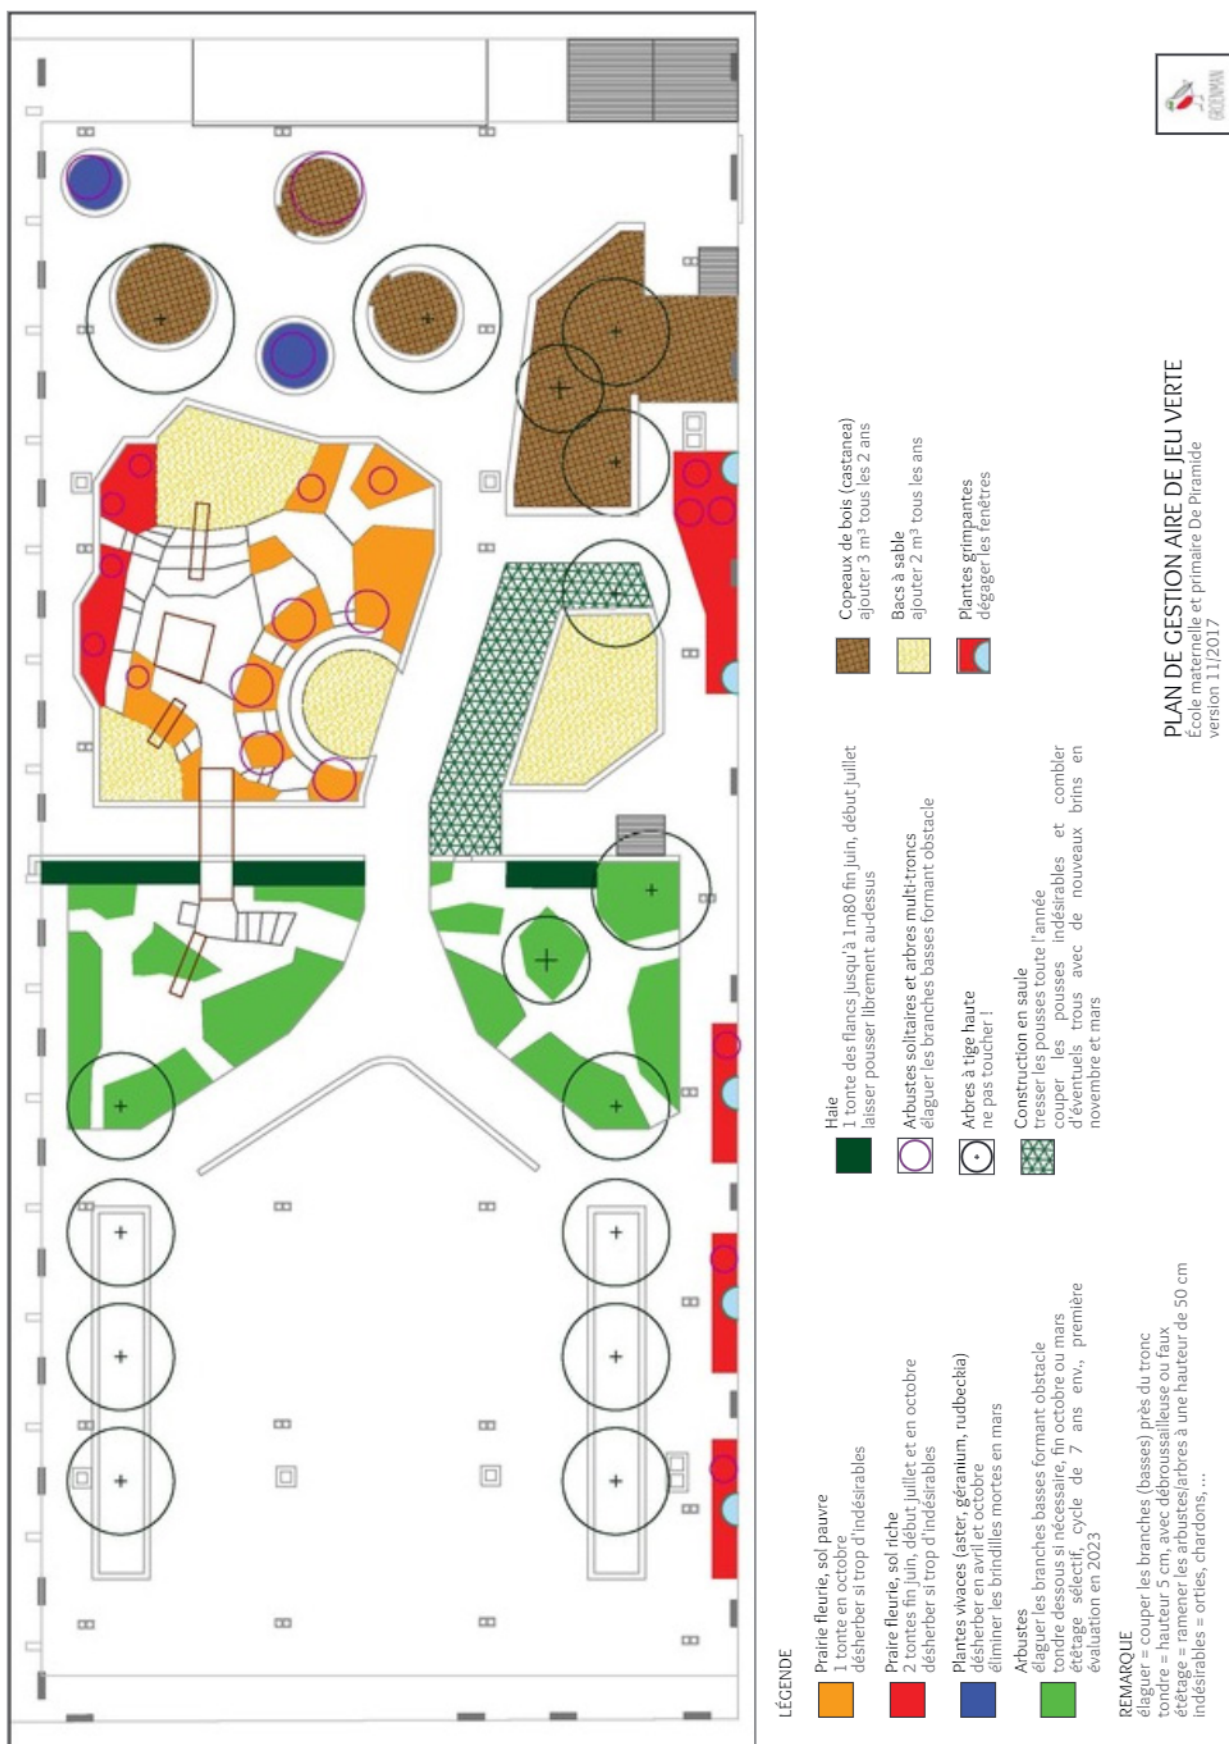 LÉGENDE
Prairie fleurie, sol pauvre
1 tonte en octobre
désherber si trop d'indésirables
Praire fleurie, sol riche
2 tontes fin juin, début juillet et en octobre
désherber si trop d'indésirables
Plantes vivaces (aster, géranium, rudbeckia)
désherber en avril et octobre
éliminer les brindilles mortes en mars
Arbustes
élaguer les branches basses formant obstacle
tondre dessous si nécessaire, fin octobre ou mars
étêtage sélectif, cycle de 7 ans env., première
évaluation en 2023
REMARQUE
élaguer = couper les branches (basses) près du tronc
tondre = hauteur 5 cm, avec débroussailleuse ou faux
étêtage = ramener les arbustes/arbres à une hauteur de 50 cm
indésirables = orties, chardons, ...
Haie
1 tonte des flancs jusqu'à 1m80 fin juin, début juillet
laisser pousser librement au-dessus
Arbustes solitaires et arbres multi-troncs
élaguer les branches basses formant obstacle
Arbres à tige haute
ne pas toucher !
Construction en saule
tresser les pousses toute l'année
couper les pousses indésirables et combler
d'éventuels trous avec de nouveaux brins en
novembre et mars
Copeaux de bois (castanea)
ajouter 3 m³ tous les 2 ans
Bacs à sable
ajouter 2 m³ tous les ans
Plantes grimpantes
dégager les fenêtres
PLAN DE GESTION AIRE DE JEU VERTE
École maternelle et primaire De Piramide
version 11/2017
GROENMAN